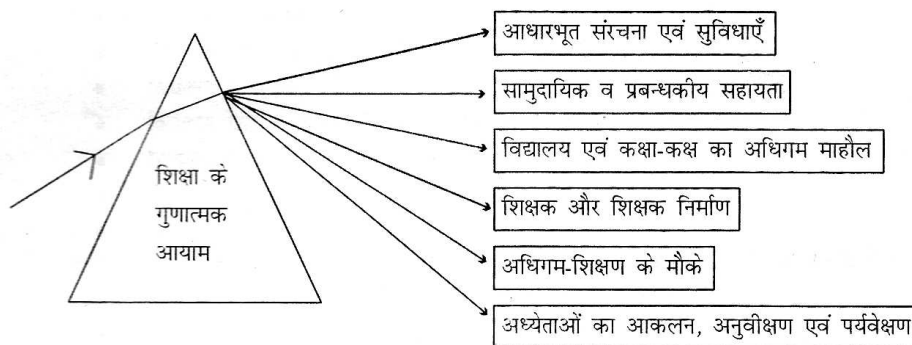 आधारभूत संरचना एवं सुविधाएँ
सामुदायिक व प्रबन्धकीय सहायता
विद्यालय एवं कक्षा-कक्ष का अधिगम माहौल
शिक्षक और शिक्षक निर्माण
अधिगम-शिक्षण के मौके
अध्येताओं का आकलन, अनुवीक्षण एवं पर्यवेक्षण
शिक्षा के
गुणात्मक
आयाम